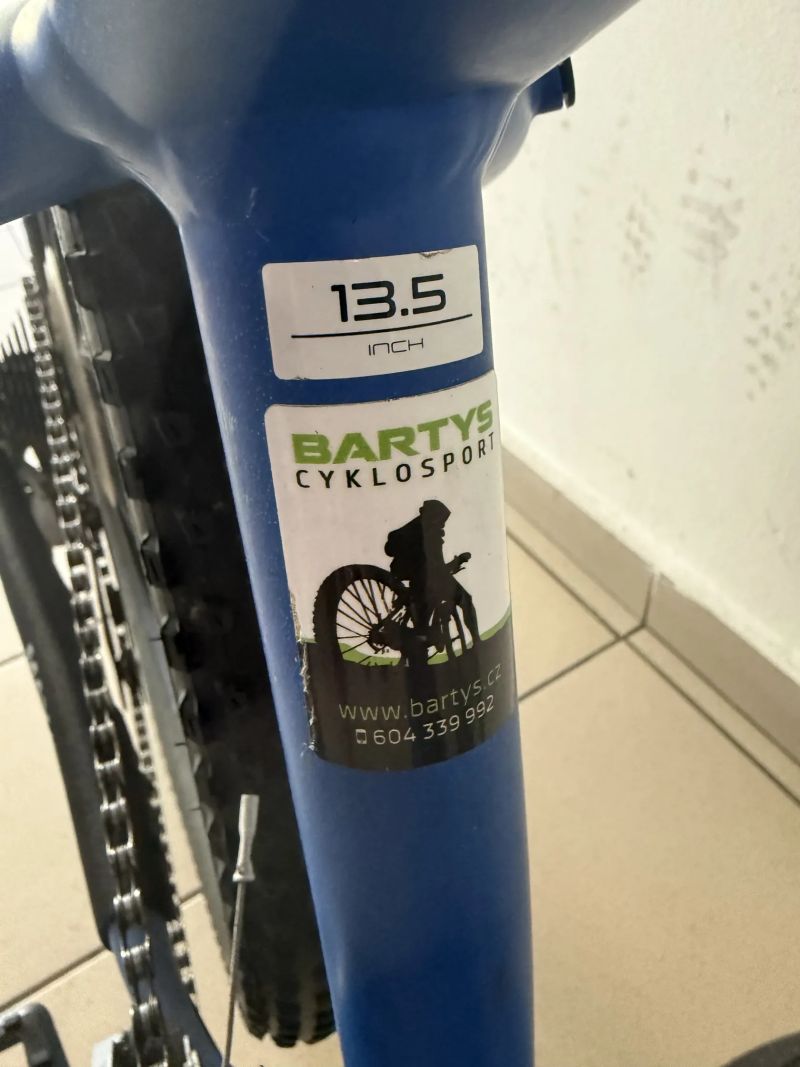 13.5
INCH
BARTYS
CYKLOSPORT
www.bartys.cz
604 339 992